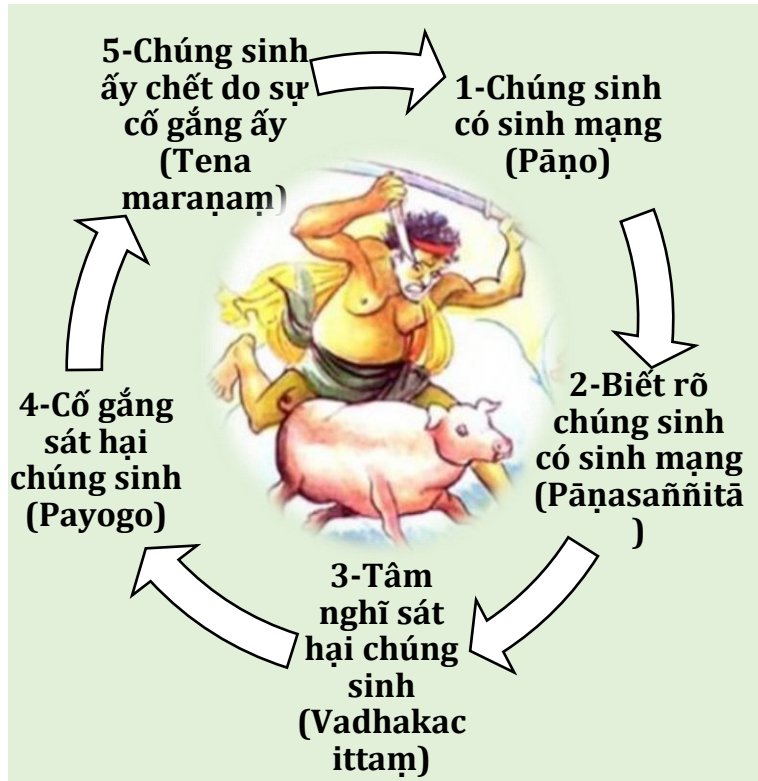 1-Chúng sinh
có sinh mạng
(Pāṇo)
2-Biết rõ
chúng sinh
có sinh mạng
(Pāṇasaññitā
)
3-Tâm
nghĩ sát
hại chúng
sinh
(Vadhakac
ittaṃ)
4-Cố gắng
sát hại
chúng sinh
(Payogo)
5-Chúng sinh
ấy chết do sự
cố gắng ấy
(Tena
maraṇaṃ)